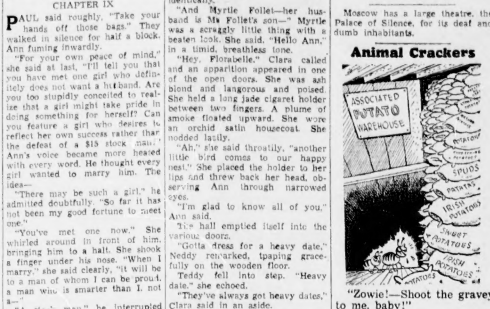 CHAPTER IX
PAUL said roughly, "Take your
hands off those bags." They
walked in silence for half a block.
Ann fuming inwardly.
"For your own peace of mind,"
she said at last, "I'll tell you that
you have met one girl who defin-
itely does not want a husband. Are
you too stupidly conceited to real-
ize that a girl might take pride in
doing something for herself? Can
you feature a girl who desires to
reflect her own success rather than
the defeat of a $15 stock man."
Ann's voice became more heated
with every word. He thought every
girl wanted to marry him. The
idea—
"There may be such a girl," he
admitted doubtfully. "So far it has
not been my good fortune to meet
one."
"You've met one now." She
whirled around in front of him,
bringing him to a halt. She shook
a finger under his nose. "When I
marry," she said clearly, "it will be
to a man of whom I can be proud,
a man who is smarter than I, not
a—"
man," he interrupted
"And Myrtle Follet—her hus-
band is Ma Follet's son—" Myrtle
was a scraggly little thing with a
beaten look. She said, "Hello Ann,"
in a timid, breathless tone.
"Hey, Florabelle," Clara called
and an apparition appeared in one
of the open doors. She was ash
blond and langorous and poised.
She held a long jade cigaret holder
between two fingers. A plume of
smoke floated upward. She wore
an orchid satin housecoat. She
nodded lazily.
"Ah," she said throatily, "another
little bird comes to our happy
nest." She placed the holder to her
lips and threw back her head, ob-
serving Ann through narrowed
eyes.
"I'm glad to know all of you,"
Ann said.
The hall emptied itself into the
various doors.
"Gotta dress for a heavy date,"
Neddy remarked, tpaping grace-
fully on the wooden floor.
Teddy fell into step. "Heavy
date," she echoed.
"They've always got heavy dates,"
Clara said in an aside.
Moscow has a large theatre, the
Palace of Silence, for its deaf and
dumb inhabitants.
Animal Crackers
ASSOCIATED
POTATO
WAREHOUSE
POTATOES
SPUDS
POTATOES
IRISH
POTATOES
SWEET
POTATOES
IRISH
POTATOES
POTATOES
"Zowie!—Shoot the gravey
to me, baby!"